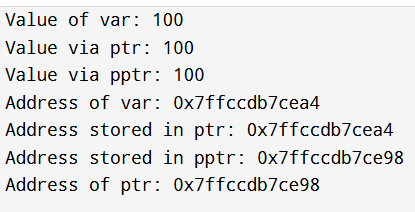 Value of var: 100
Value via ptr: 100
Value via pptr: 100
Address of var: 0x7ffccdb7cea4
Address stored in ptr: 0x7ffccdb7cea4
Address stored in pptr: 0x7ffccdb7ce98
Address of ptr: 0x7ffccdb7ce98